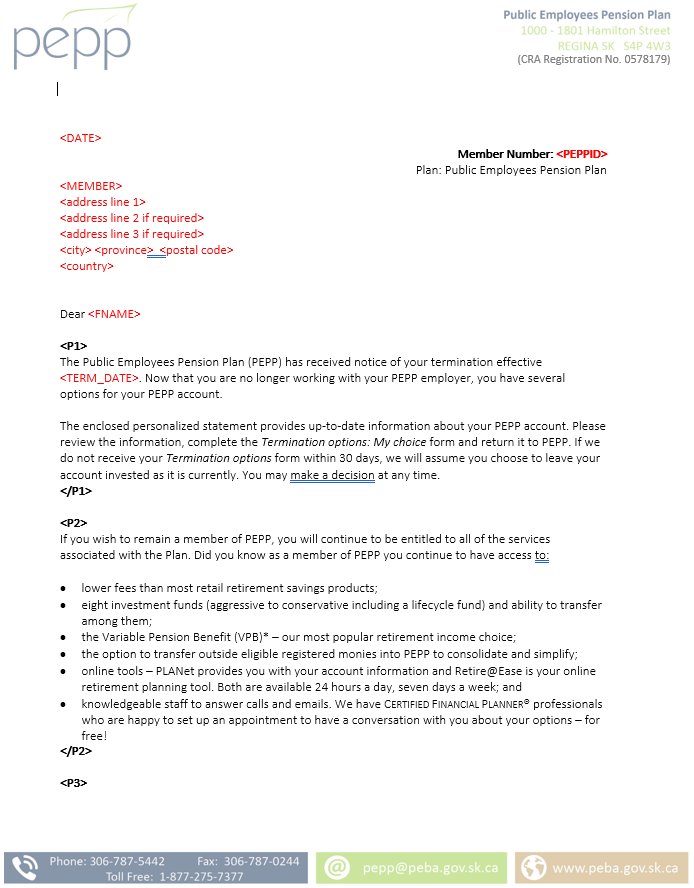 pepp
Public Employees Pension Plan
1000 - 1801 Hamilton Street
REGINA SK S4P 4W3
(CRA Registration No. 0578179)
<DATE>
Member Number: <PEPPID>
Plan: Public Employees Pension Plan
<MEMBER>
<address line 1>
<address line 2 if required>
<address line 3 if required>
<city> <province> <postal code>
<country>
Dear <FNAME>
<P1>
The Public Employees Pension Plan (PEPP) has received notice of your termination effective
<TERM_DATE>. Now that you are no longer working with your PEPP employer, you have several
options for your PEPP account.
The enclosed personalized statement provides up-to-date information about your PEPP account. Please
review the information, complete the Termination options: My choice form and return it to PEPP. If we
do not receive your Termination options form within 30 days, we will assume you choose to leave your
account invested as it is currently. You may make a decision at any time.
</P1>
<P2>
If you wish to remain a member of PEPP, you will continue to be entitled to all of the services
associated with the Plan. Did you know as a member of PEPP you continue to have access to:
• lower fees than most retail retirement savings products;
• eight investment funds (aggressive to conservative including a lifecycle fund) and ability to transfer
among them;
• the Variable Pension Benefit (VPB)* – our most popular retirement income choice;
• the option to transfer outside eligible registered monies into PEPP to consolidate and simplify;
• online tools – PLANet provides you with your account information and Retire@Ease is your online
retirement planning tool. Both are available 24 hours a day, seven days a week; and
• knowledgeable staff to answer calls and emails. We have CERTIFIED FINANCIAL PLANNER® professionals
who are happy to set up an appointment to have a conversation with you about your options – for
free!
</P2>
<P3>
Phone: 306-787-5442 Fax: 306-787-0244
Toll Free: 1-877-275-7377
@ pepp@peba.gov.sk.ca
www.peba.gov.sk.ca